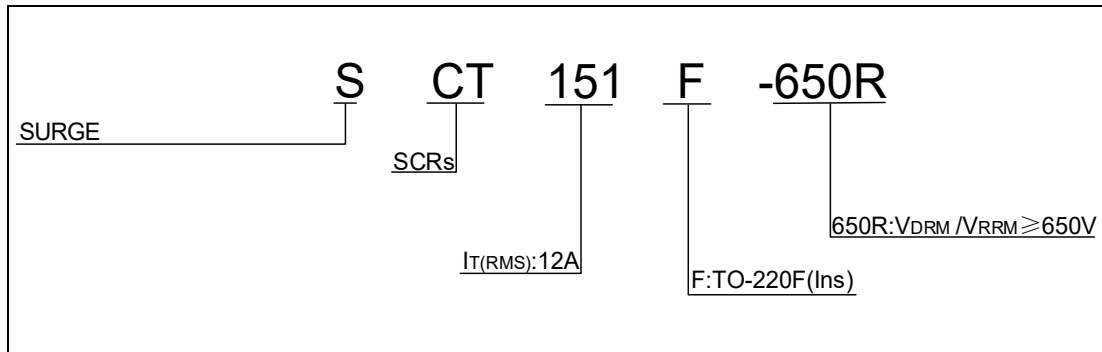 S CT 151 F -650R
SURGE
SCRs
650R:VDRM /VRRM≥650V
IT(RMS):12A
F:TO-220F(Ins)